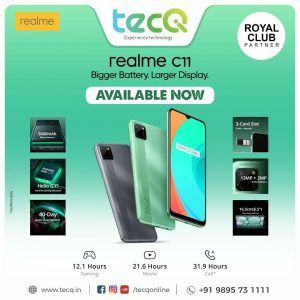 realme
tecQ
Experience technology
ROYAL
CLUB
PARTNER
realme C11
Bigger Battery. Larger Display.
AVAILABLE NOW
5000mAh
3-Card Slot
Helio G35
13MP + 2MP
40-Day
16.5cm(6.5")
12.1 Hours
Gaming
21.6 Hours
Movie
31.9 Hours
Call*
www.tecq.in
/tecqonline
+91 9895 73 1111